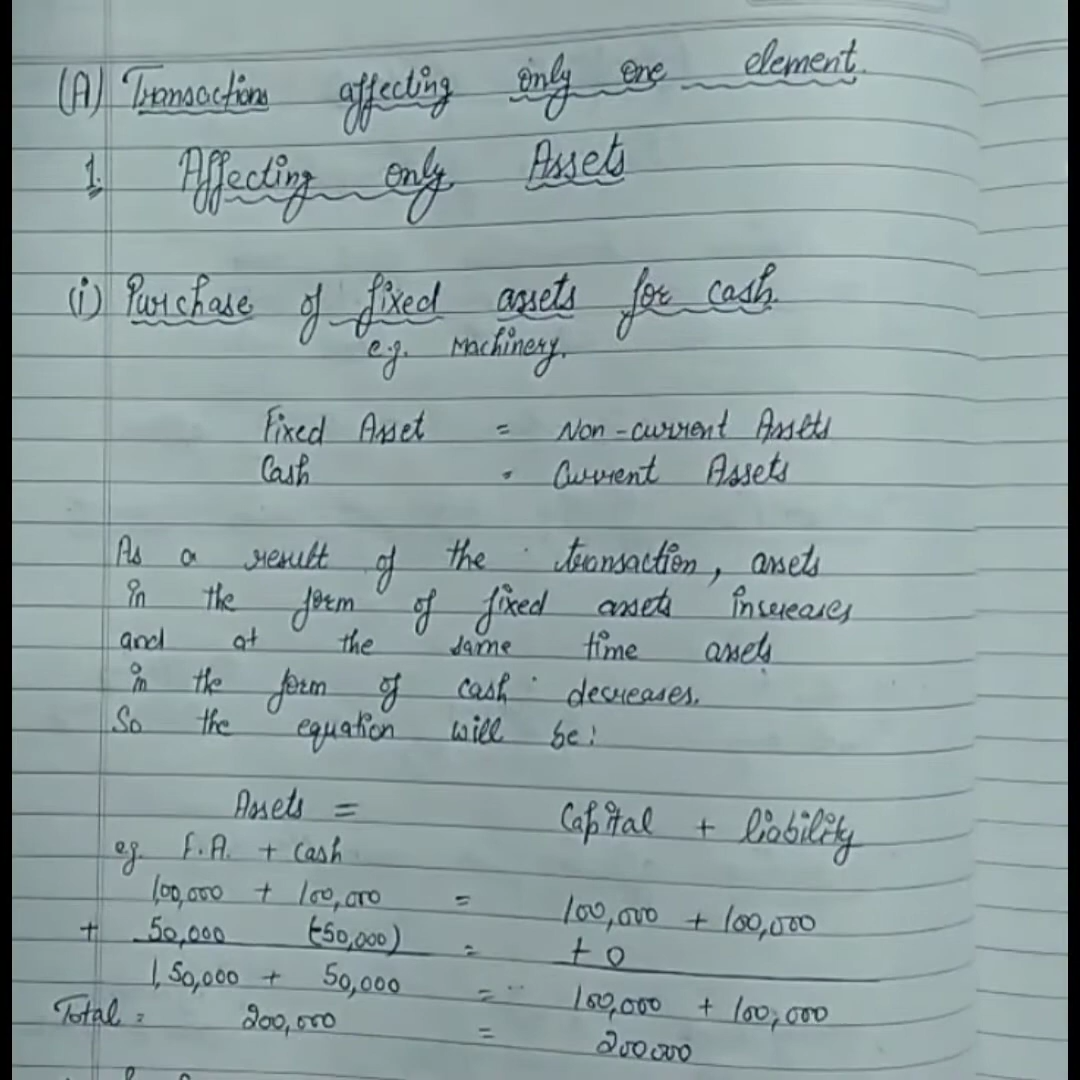 (A) Transactions affecting only one element.
1. Affecting only Assets
(i) Purchase of fixed assets for cash.
e.g. Machinery.
Fixed Asset = Non-current Assets
Cash = Current Assets
As a result of the transaction, assets
in the form of fixed assets increases
and at the same time assets
in the form of cash decreases.
So the equation will be:
Assets = Capital + liability
eg. F.A. + Cash
1,00,000 + 100,000 = 100,000 + 100,000
+ 50,000 (-50,000) = + 0
1,50,000 + 50,000 = 100,000 + 100,000
Total = 200,000 = 200000